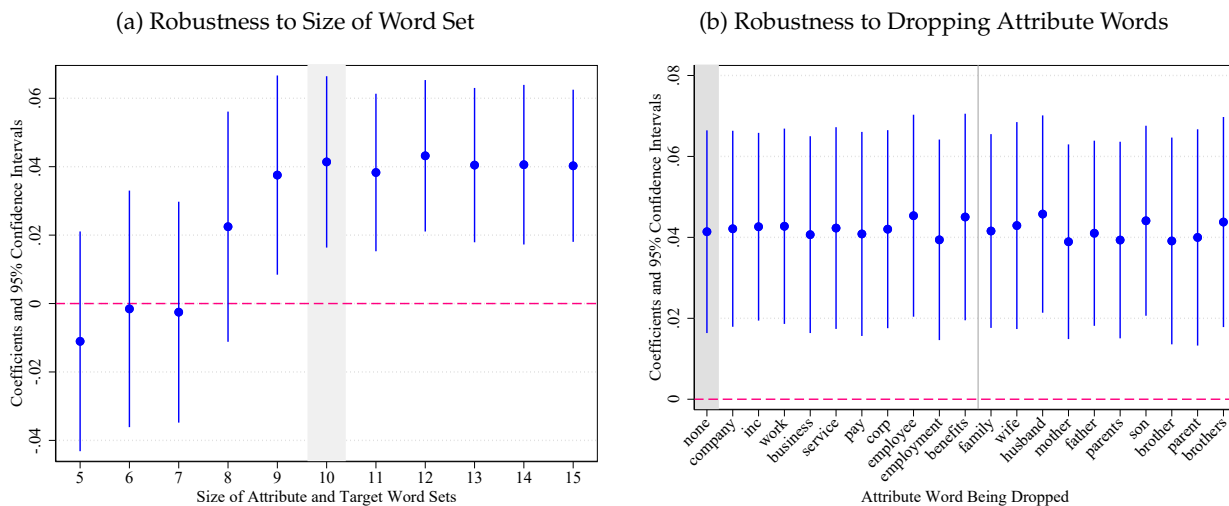 (a) Robustness to Size of Word Set
Coefficients and 95% Confidence Intervals
.06
.04
.02
0
-.02
-.04
5 6 7 8 9 10 11 12 13 14 15
Size of Attribute and Target Word Sets
(b) Robustness to Dropping Attribute Words
Coefficients and 95% Confidence Intervals
.08
.06
.04
.02
0
none
company
inc
work
business
service
pay
corp
employee
employment
benefits
family
wife
husband
mother
father
parents
son
brother
parent
brothers
Attribute Word Being Dropped